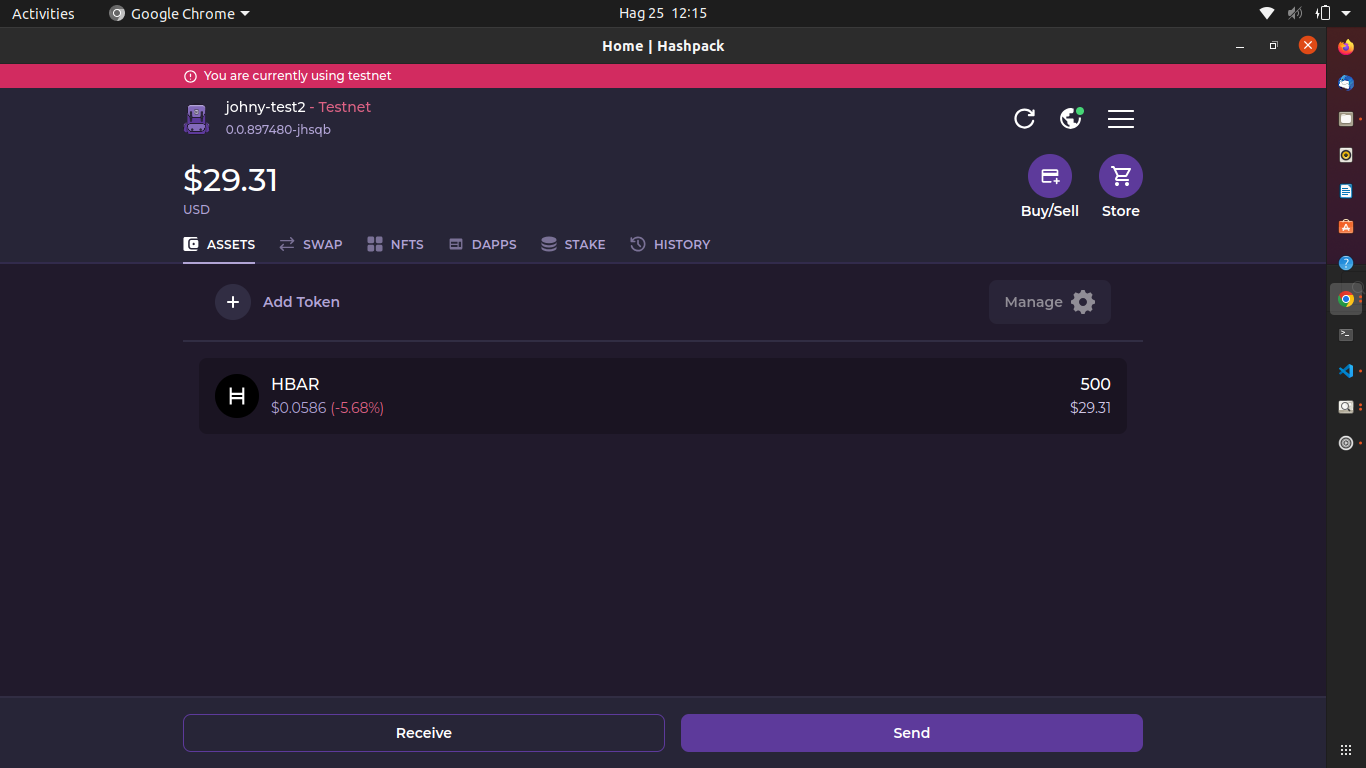 Activities
Google Chrome
Hag 25 12:15
Home | Hashpack
You are currently using testnet
johny-test2 - Testnet
0.0.897480-jhsqb
$29.31
USD
Buy/Sell
Store
ASSETS
SWAP
NFTS
DAPPS
STAKE
HISTORY
Add Token
Manage
HBAR
500
$0.0586 (-5.68%)
$29.31
Receive
Send